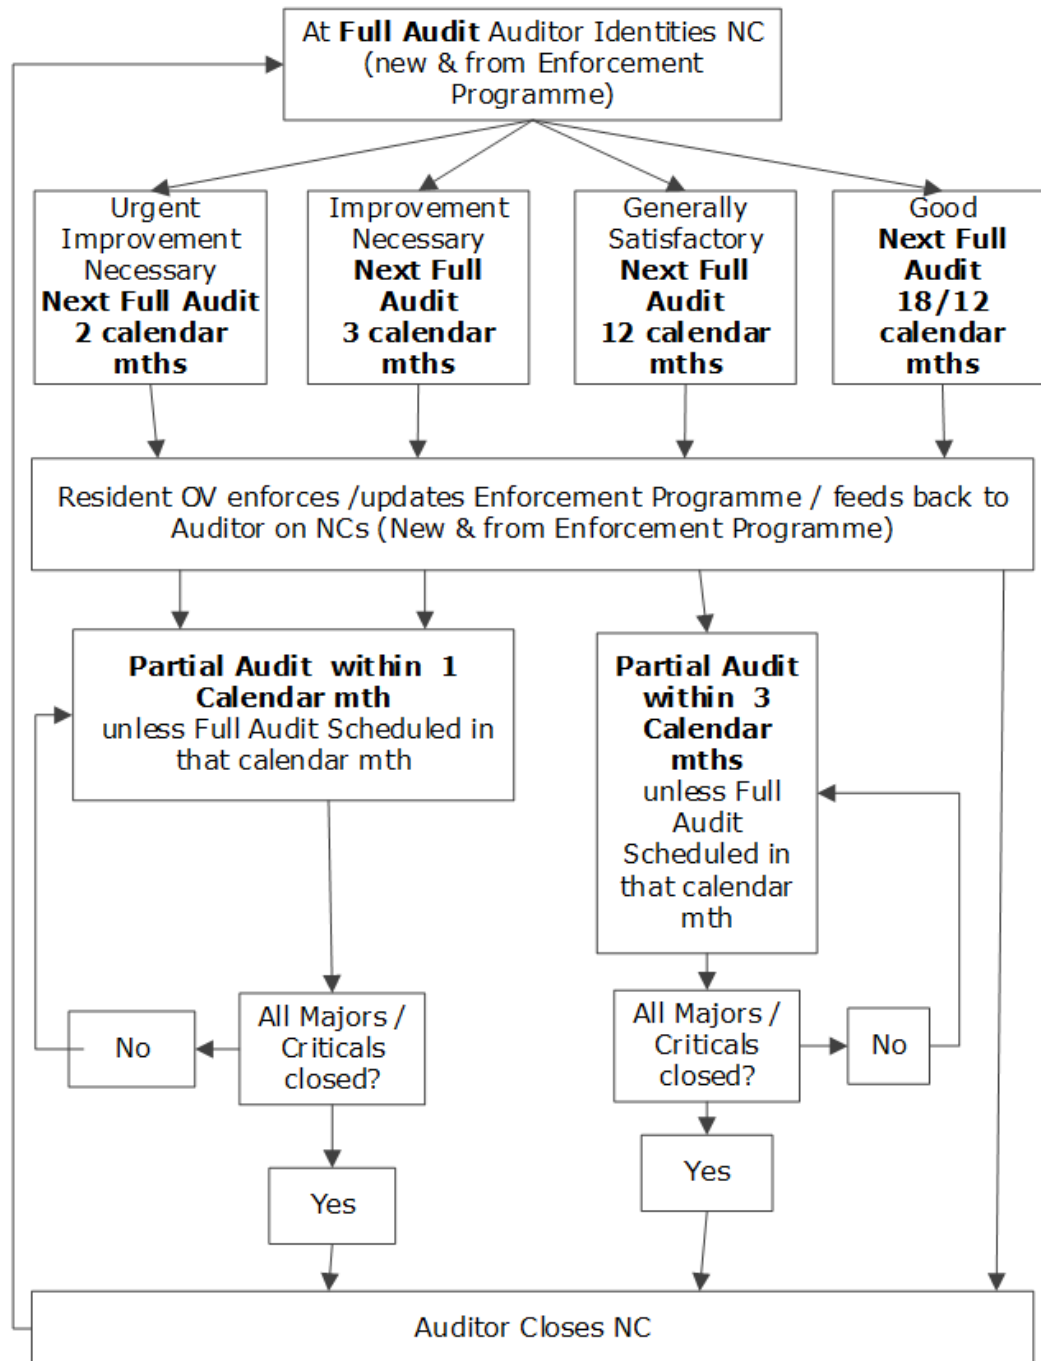 At Full Audit Auditor Identities NC
(new & from Enforcement
Programme)
Urgent
Improvement
Necessary
Next Full Audit
2 calendar
mths
Improvement
Necessary
Next Full
Audit
3 calendar
mths
Generally
Satisfactory
Next Full
Audit
12 calendar
mths
Good
Next Full
Audit
18/12
calendar
mths
Resident OV enforces /updates Enforcement Programme / feeds back to
Auditor on NCs (New & from Enforcement Programme)
Partial Audit within 1
Calendar mth
unless Full Audit Scheduled in
that calendar mth
Partial Audit
within 3
Calendar
mths
unless Full
Audit
Scheduled in
that calendar
mth
No
All Majors /
Criticals
closed?
All Majors /
Criticals
closed?
No
Yes
Yes
Auditor Closes NC